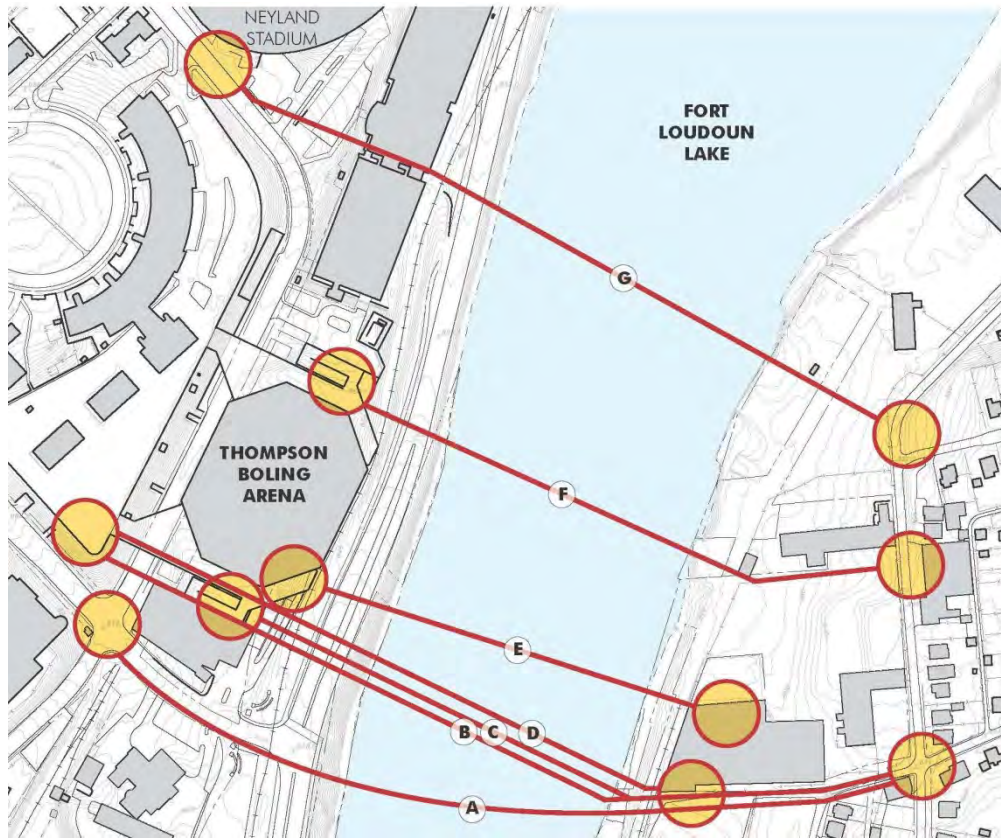 NEYLAND
STADIUM
FORT
LOUDOUN
LAKE
G
THOMPSON
BOLING
ARENA
F
E
B
C
D
A